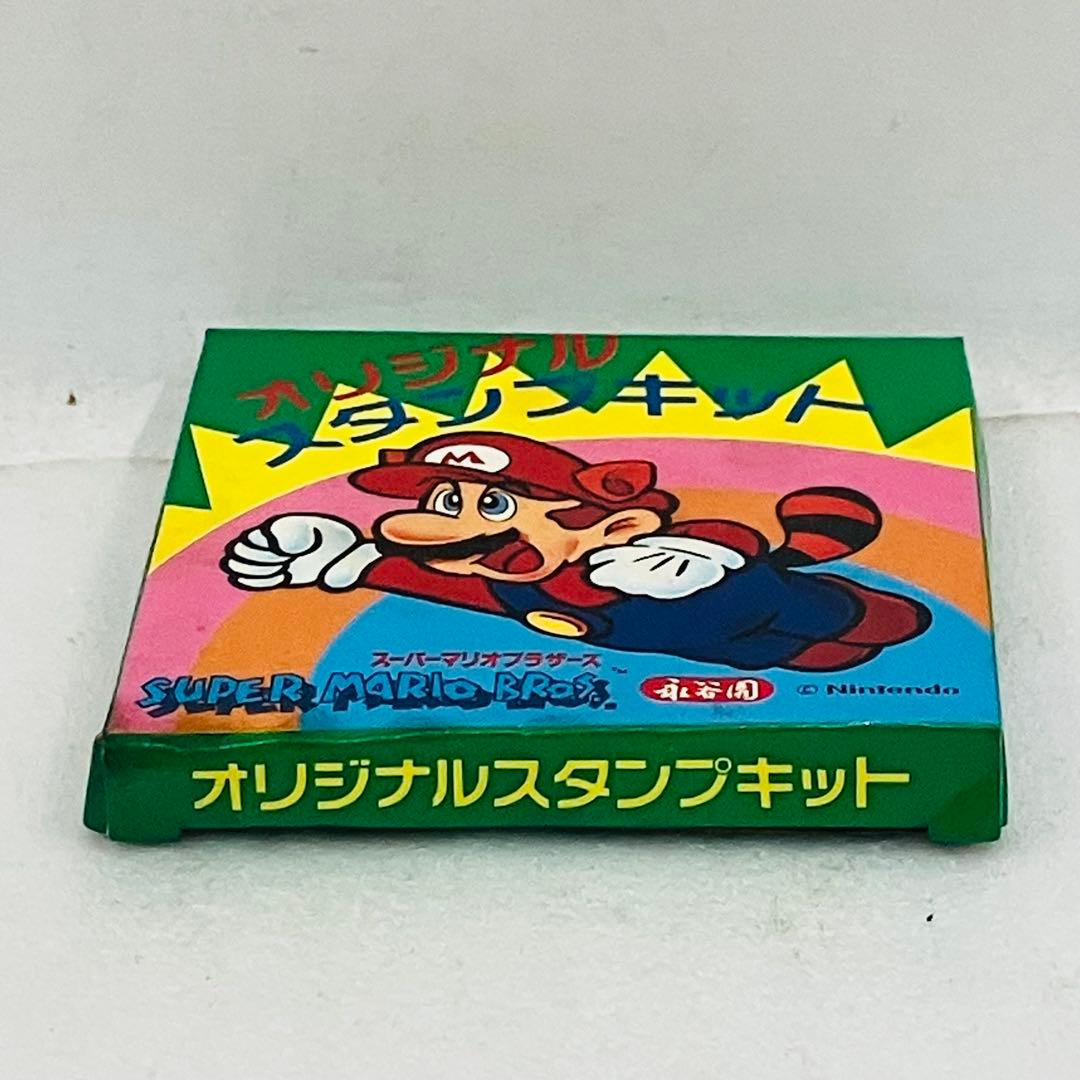 オリジナル
スタンプキット
M
スーパーマリオブラザーズ
SUPER MARIO BROS.™
永谷園
© Nintendo
オリジナルスタンプキット